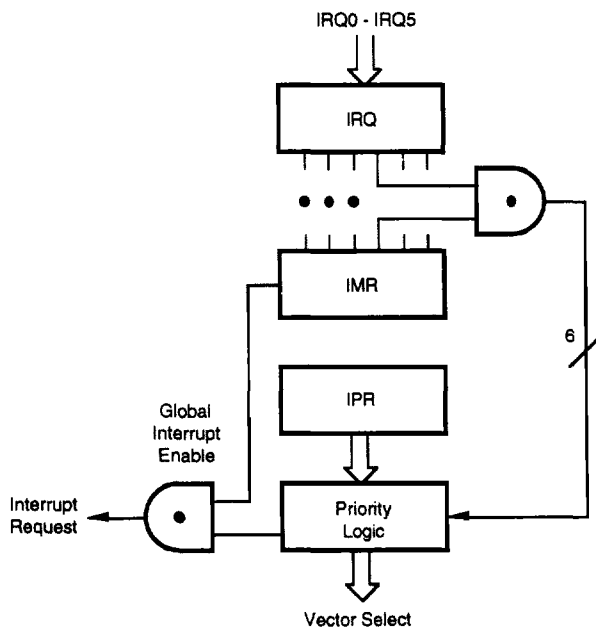 IRQ0 - IRQ5
IRQ
IMR
6
IPR
Global
Interrupt
Enable
Interrupt
Request
Priority
Logic
Vector Select